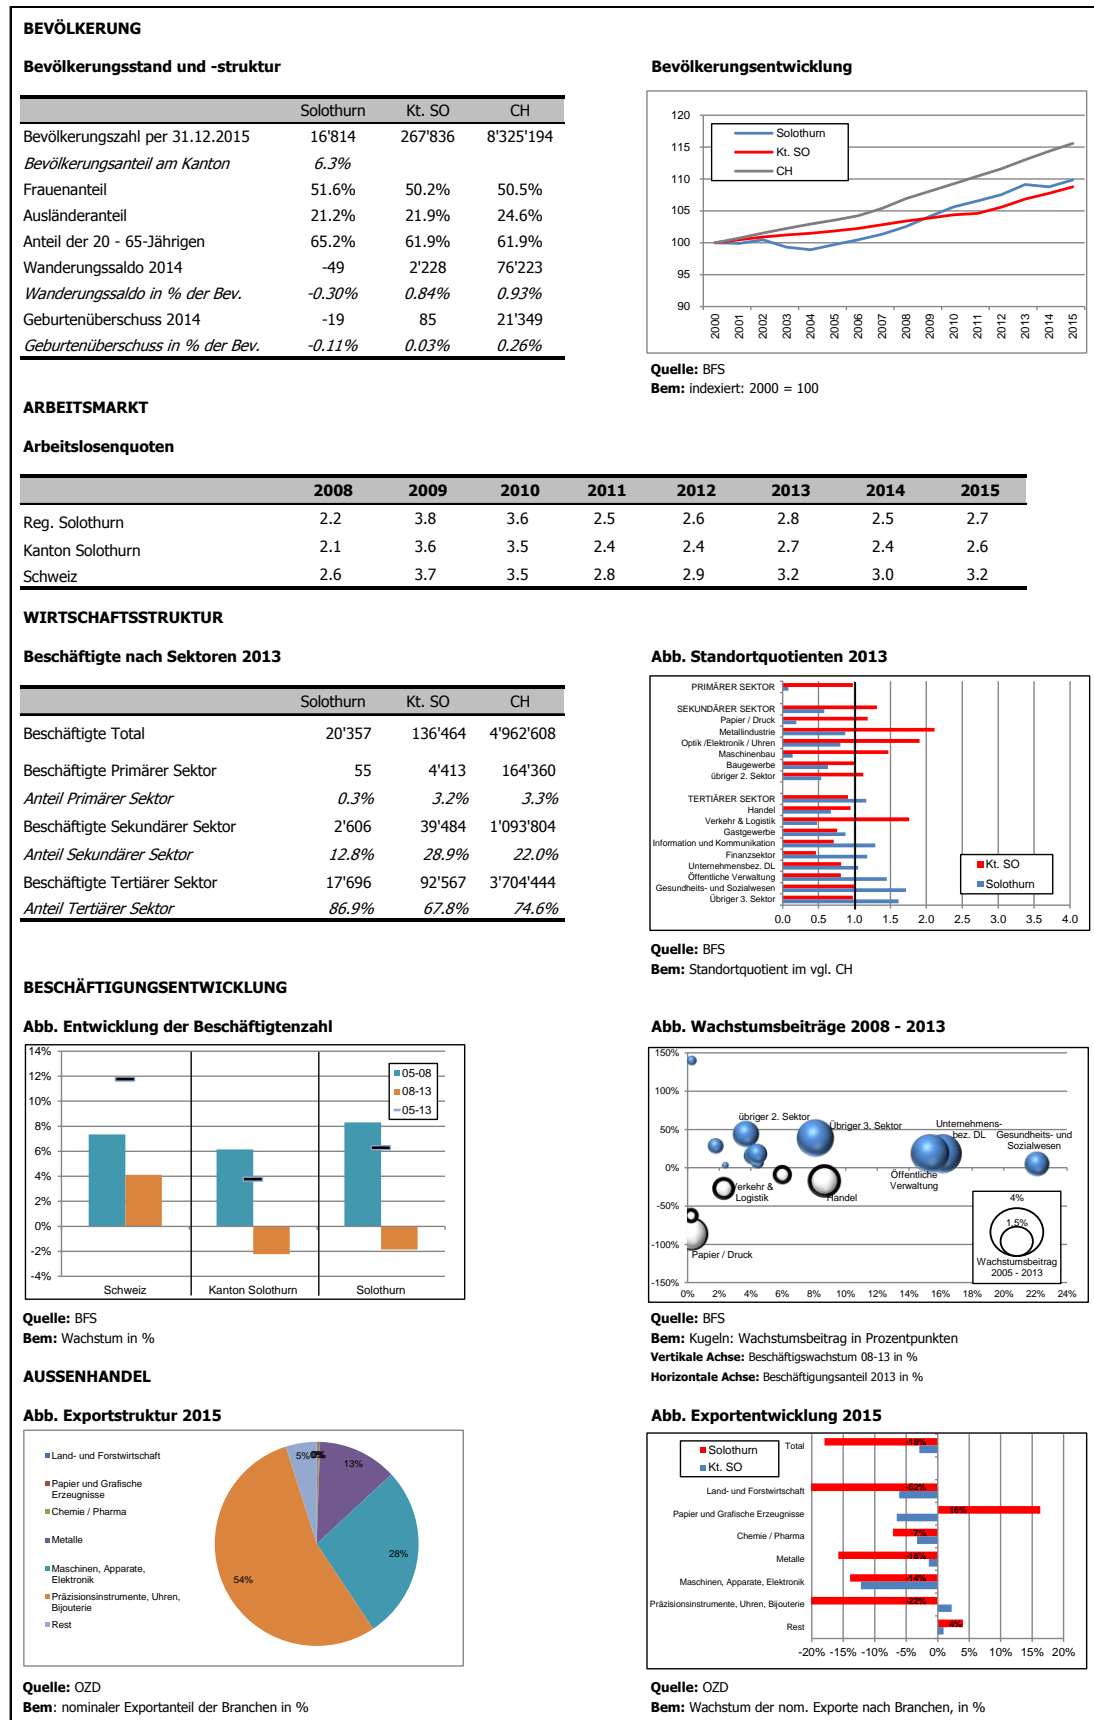 BEVÖLKERUNG
Bevölkerungsstand und -struktur
Solothurn Kt. SO CH
Bevölkerungszahl per 31.12.2015 16'814 267'836 8'325'194
Bevölkerungsanteil am Kanton 6.3%
Frauenanteil 51.6% 50.2% 50.5%
Ausländeranteil 21.2% 21.9% 24.6%
Anteil der 20 - 65-Jährigen 65.2% 61.9% 61.9%
Wanderungssaldo 2014 -49 2'228 76'223
Wanderungssaldo in % der Bev. -0.30% 0.84% 0.93%
Geburtenüberschuss 2014 -19 85 21'349
Geburtenüberschuss in % der Bev. -0.11% 0.03% 0.26%
Bevölkerungsentwicklung
120
115
110
105
100
95
90
Solothurn
Kt. SO
CH
2000 2001 2002 2003 2004 2005 2006 2007 2008 2009 2010 2011 2012 2013 2014 2015
Quelle: BFS
Bem: indexiert: 2000 = 100
ARBEITSMARKT
Arbeitslosenquoten
2008 2009 2010 2011 2012 2013 2014 2015
Reg. Solothurn 2.2 3.8 3.6 2.5 2.6 2.8 2.5 2.7
Kanton Solothurn 2.1 3.6 3.5 2.4 2.4 2.7 2.4 2.6
Schweiz 2.6 3.7 3.5 2.8 2.9 3.2 3.0 3.2
WIRTSCHAFTSSTRUKTUR
Beschäftigte nach Sektoren 2013
Solothurn Kt. SO CH
Beschäftigte Total 20'357 136'464 4'962'608
Beschäftigte Primärer Sektor 55 4'413 164'360
Anteil Primärer Sektor 0.3% 3.2% 3.3%
Beschäftigte Sekundärer Sektor 2'606 39'484 1'093'804
Anteil Sekundärer Sektor 12.8% 28.9% 22.0%
Beschäftigte Tertiärer Sektor 17'696 92'567 3'704'444
Anteil Tertiärer Sektor 86.9% 67.8% 74.6%
Abb. Standortquotienten 2013
PRIMÄRER SEKTOR
SEKUNDÄRER SEKTOR
Papier / Druck
Metallindustrie
Optik /Elektronik / Uhren
Maschinenbau
Baugewerbe
übriger 2. Sektor
TERTIÄRER SEKTOR
Handel
Verkehr & Logistik
Gastgewerbe
Information und Kommunikation
Finanzsektor
Unternehmensbez. DL
Öffentliche Verwaltung
Gesundheits- und Sozialwesen
Übriger 3. Sektor
Kt. SO
Solothurn
0.0 0.5 1.0 1.5 2.0 2.5 3.0 3.5 4.0
Quelle: BFS
Bem: Standortquotient im vgl. CH
BESCHÄFTIGUNGSENTWICKLUNG
Abb. Entwicklung der Beschäftigtenzahl
14%
12%
10%
8%
6%
4%
2%
0%
-2%
-4%
05-08
08-13
05-13
Schweiz Kanton Solothurn Solothurn
Quelle: BFS
Bem: Wachstum in %
Abb. Wachstumsbeiträge 2008 - 2013
150%
100%
50%
0%
-50%
-100%
-150%
übriger 2. Sektor
Übriger 3. Sektor
Unternehmens-
bez. DL
Gesundheits- und
Sozialwesen
Verkehr &
Logistik
Handel
Öffentliche
Verwaltung
Papier / Druck
4%
1.5%
Wachstumsbeitrag
2005 - 2013
0% 2% 4% 6% 8% 10% 12% 14% 16% 18% 20% 22% 24%
Quelle: BFS
Bem: Kugeln: Wachstumsbeitrag in Prozentpunkten
Vertikale Achse: Beschäftigswachstum 08-13 in %
Horizontale Achse: Beschäftigungsanteil 2013 in %
AUSSENHANDEL
Abb. Exportstruktur 2015
Land- und Forstwirtschaft
Papier und Grafische
Erzeugnisse
Chemie / Pharma
Metalle
Maschinen, Apparate,
Elektronik
Präzisionsinstrumente, Uhren,
Bijouterie
Rest
5%
13%
28%
54%
Quelle: OZD
Bem: nominaler Exportanteil der Branchen in %
Abb. Exportentwicklung 2015
Solothurn
Kt. SO
Total -18%
Land- und Forstwirtschaft -52%
Papier und Grafische Erzeugnisse 16%
Chemie / Pharma -7%
Metalle -16%
Maschinen, Apparate, Elektronik -14%
Präzisionsinstrumente, Uhren, Bijouterie -22%
Rest 4%
-20% -15% -10% -5% 0% 5% 10% 15% 20%
Quelle: OZD
Bem: Wachstum der nom. Exporte nach Branchen, in %